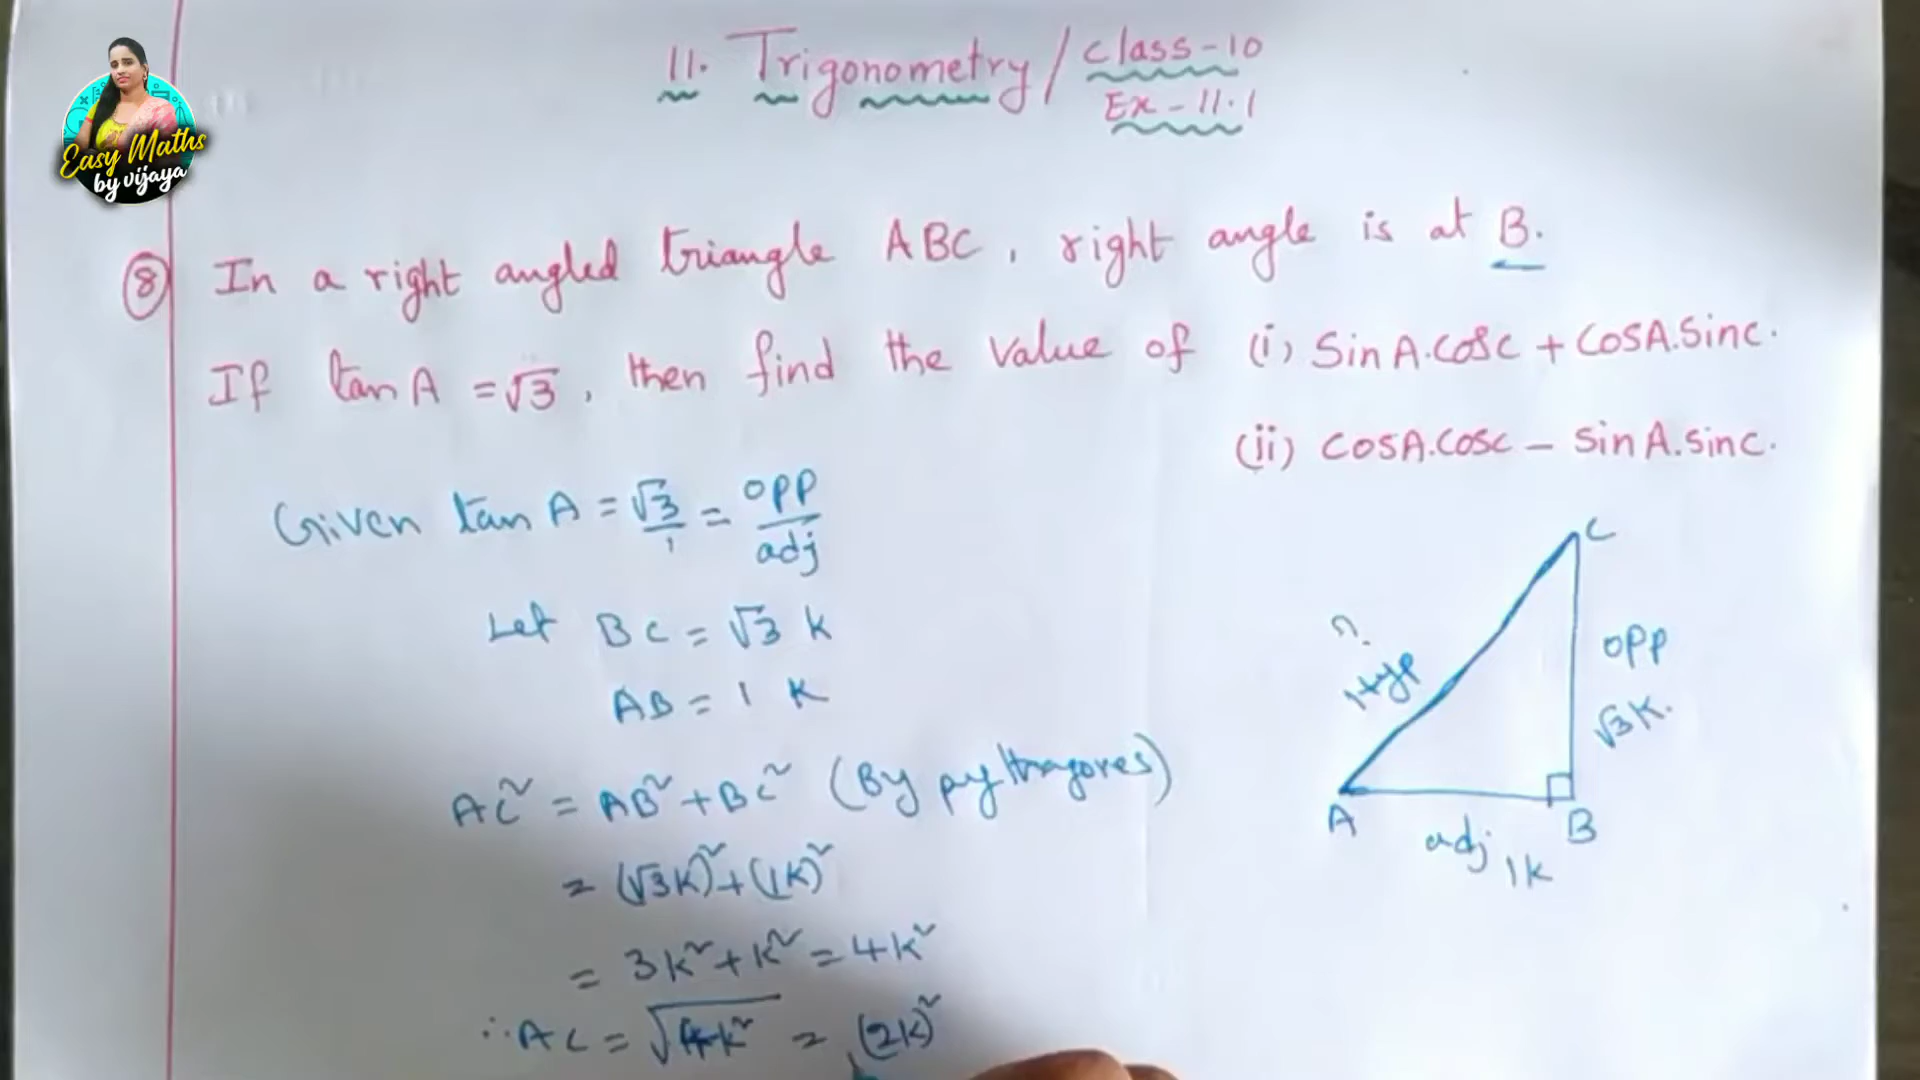 Easy Maths
by vijaya
11. Trigonometry / Class-10
Ex-11.1
⑧ In a right angled triangle ABC, right angle is at B.
If tan A = √3, then find the value of (i) Sin A.cosc + CosA.Sinc.
(ii) cosA.cosc - sin A.sinc.
Given tan A = √3/1 = opp/adj
Let BC = √3 K
AB = 1 K
AC² = AB² + BC² (By pythagores)
= (√3K)² + (1K)²
= 3K² + K² = 4K²
∴ AC = √4K² = (2K)²
C
?
Hyp
opp
√3K.
A
B
adj
1K